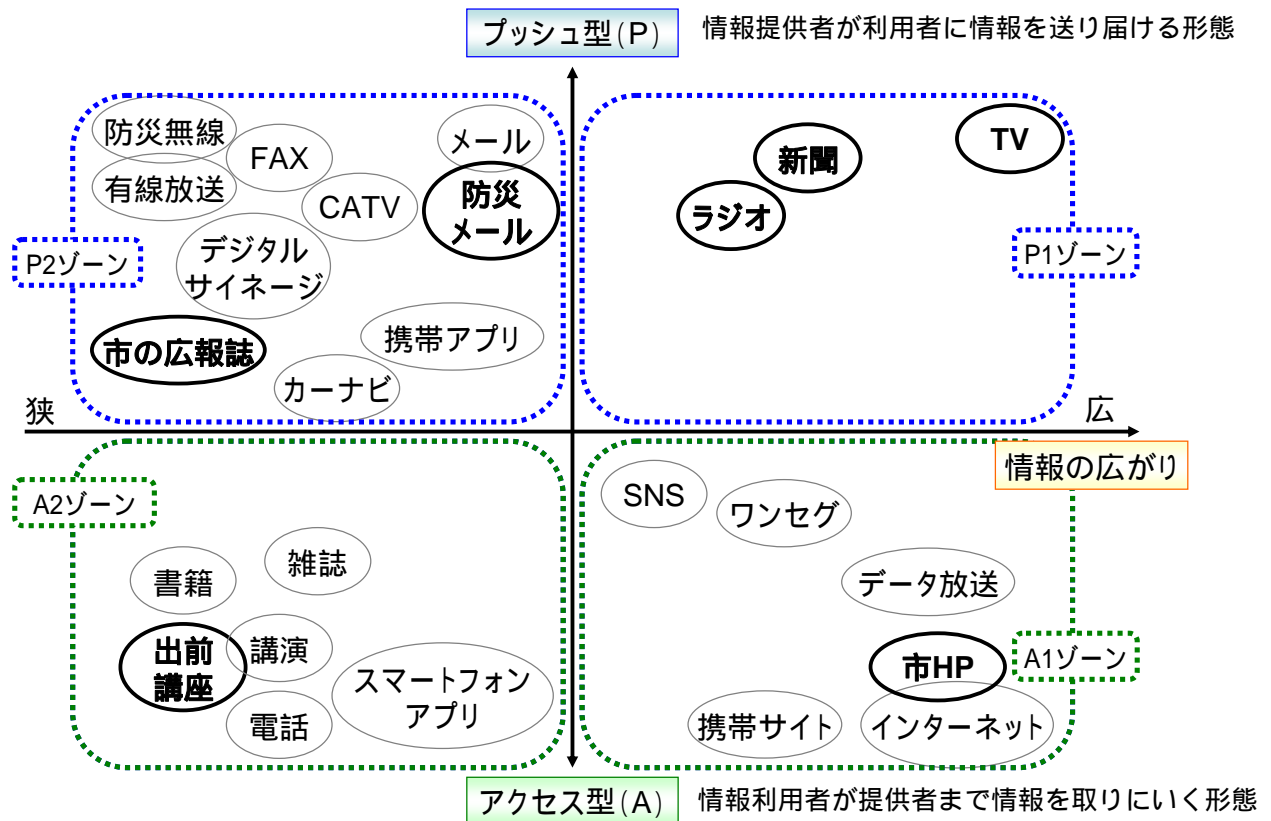 プッシュ型(P)
情報提供者が利用者に情報を送り届ける形態
防災無線
FAX
メール
有線放送
CATV
防災
メール
デジタル
サイネージ
P2ゾーン
市の広報誌
携帯アプリ
カーナビ
新聞
TV
ラジオ
P1ゾーン
狭
広
情報の広がり
A2ゾーン
書籍
雑誌
出前
講座
講演
電話
スマートフォン
アプリ
SNS
ワンセグ
データ放送
市HP
A1ゾーン
携帯サイト
インターネット
アクセス型(A)
情報利用者が提供者まで情報を取りにいく形態